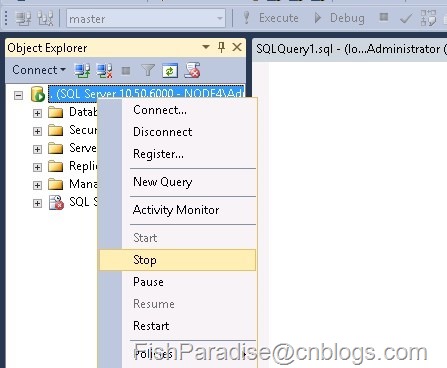 master
Execute
Debug
Object Explorer
SQLQuery1.sql - (lo...Administrator (
Connect
. (SQL Server 10.50.6000 - NODE4\Ad
Datab
Secur
Serve
Replic
Mana
SQL S
Connect...
Disconnect
Register...
New Query
Activity Monitor
Start
Stop
Pause
Resume
Restart
Policies
FishParadise@cnblogs.com